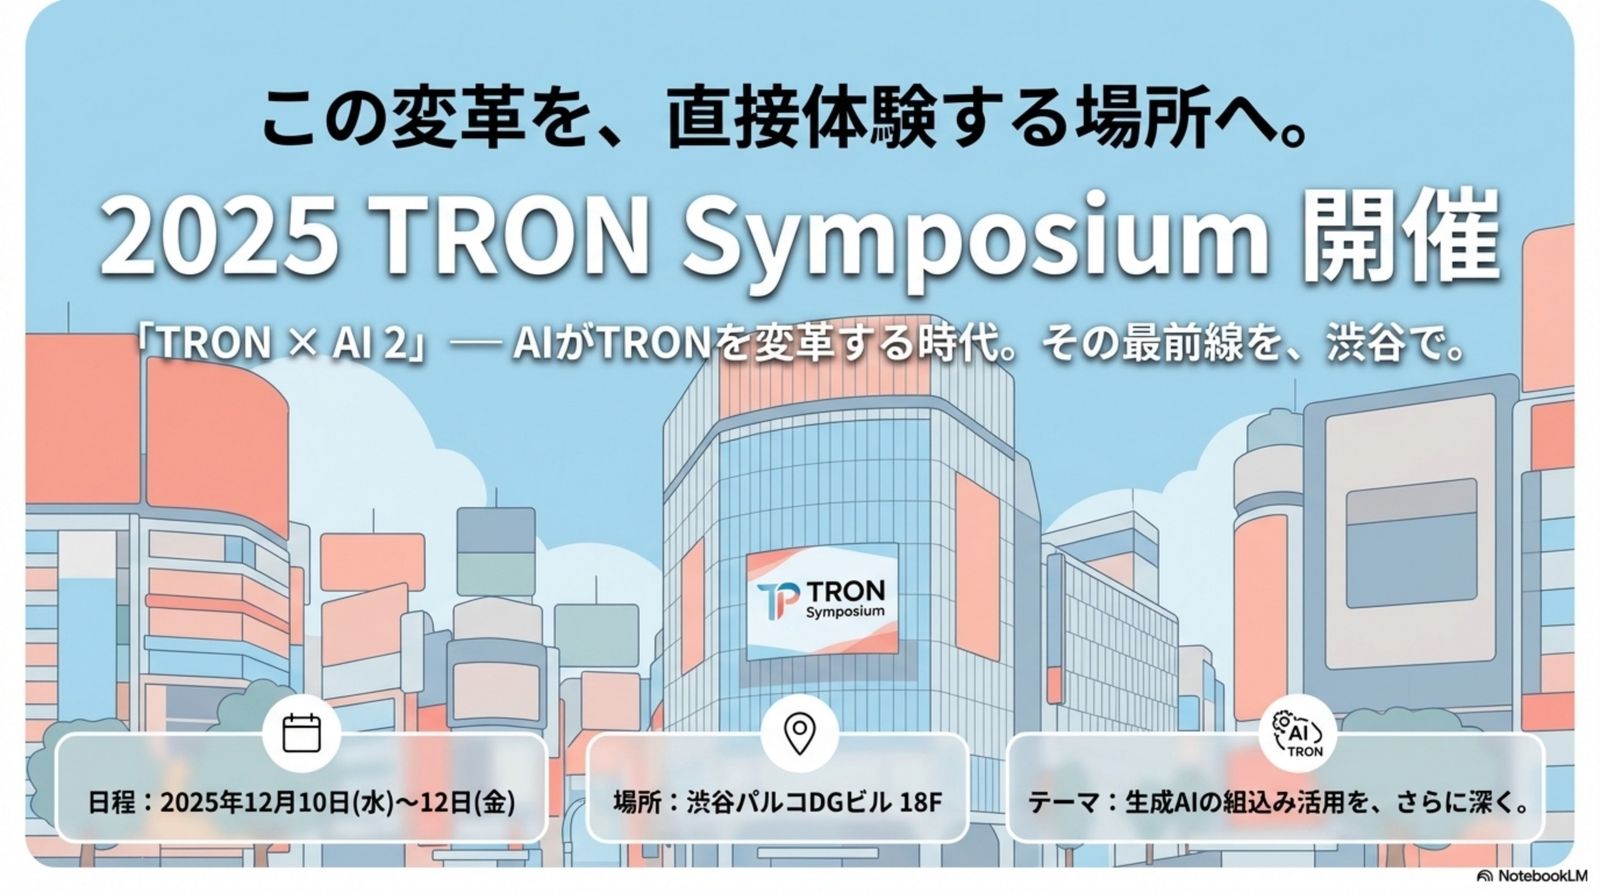 この変革を、直接体験する場所へ。
2025 TRON Symposium 開催
「TRON × AI 2」── AIがTRONを変革する時代。その最前線を、渋谷で。
TRON
Symposium
AI
TRON
日程：2025年12月10日(水)～12日(金)
場所：渋谷パルコDGビル 18F
テーマ：生成AIの組込み活用を、さらに深く。
NotebookLM